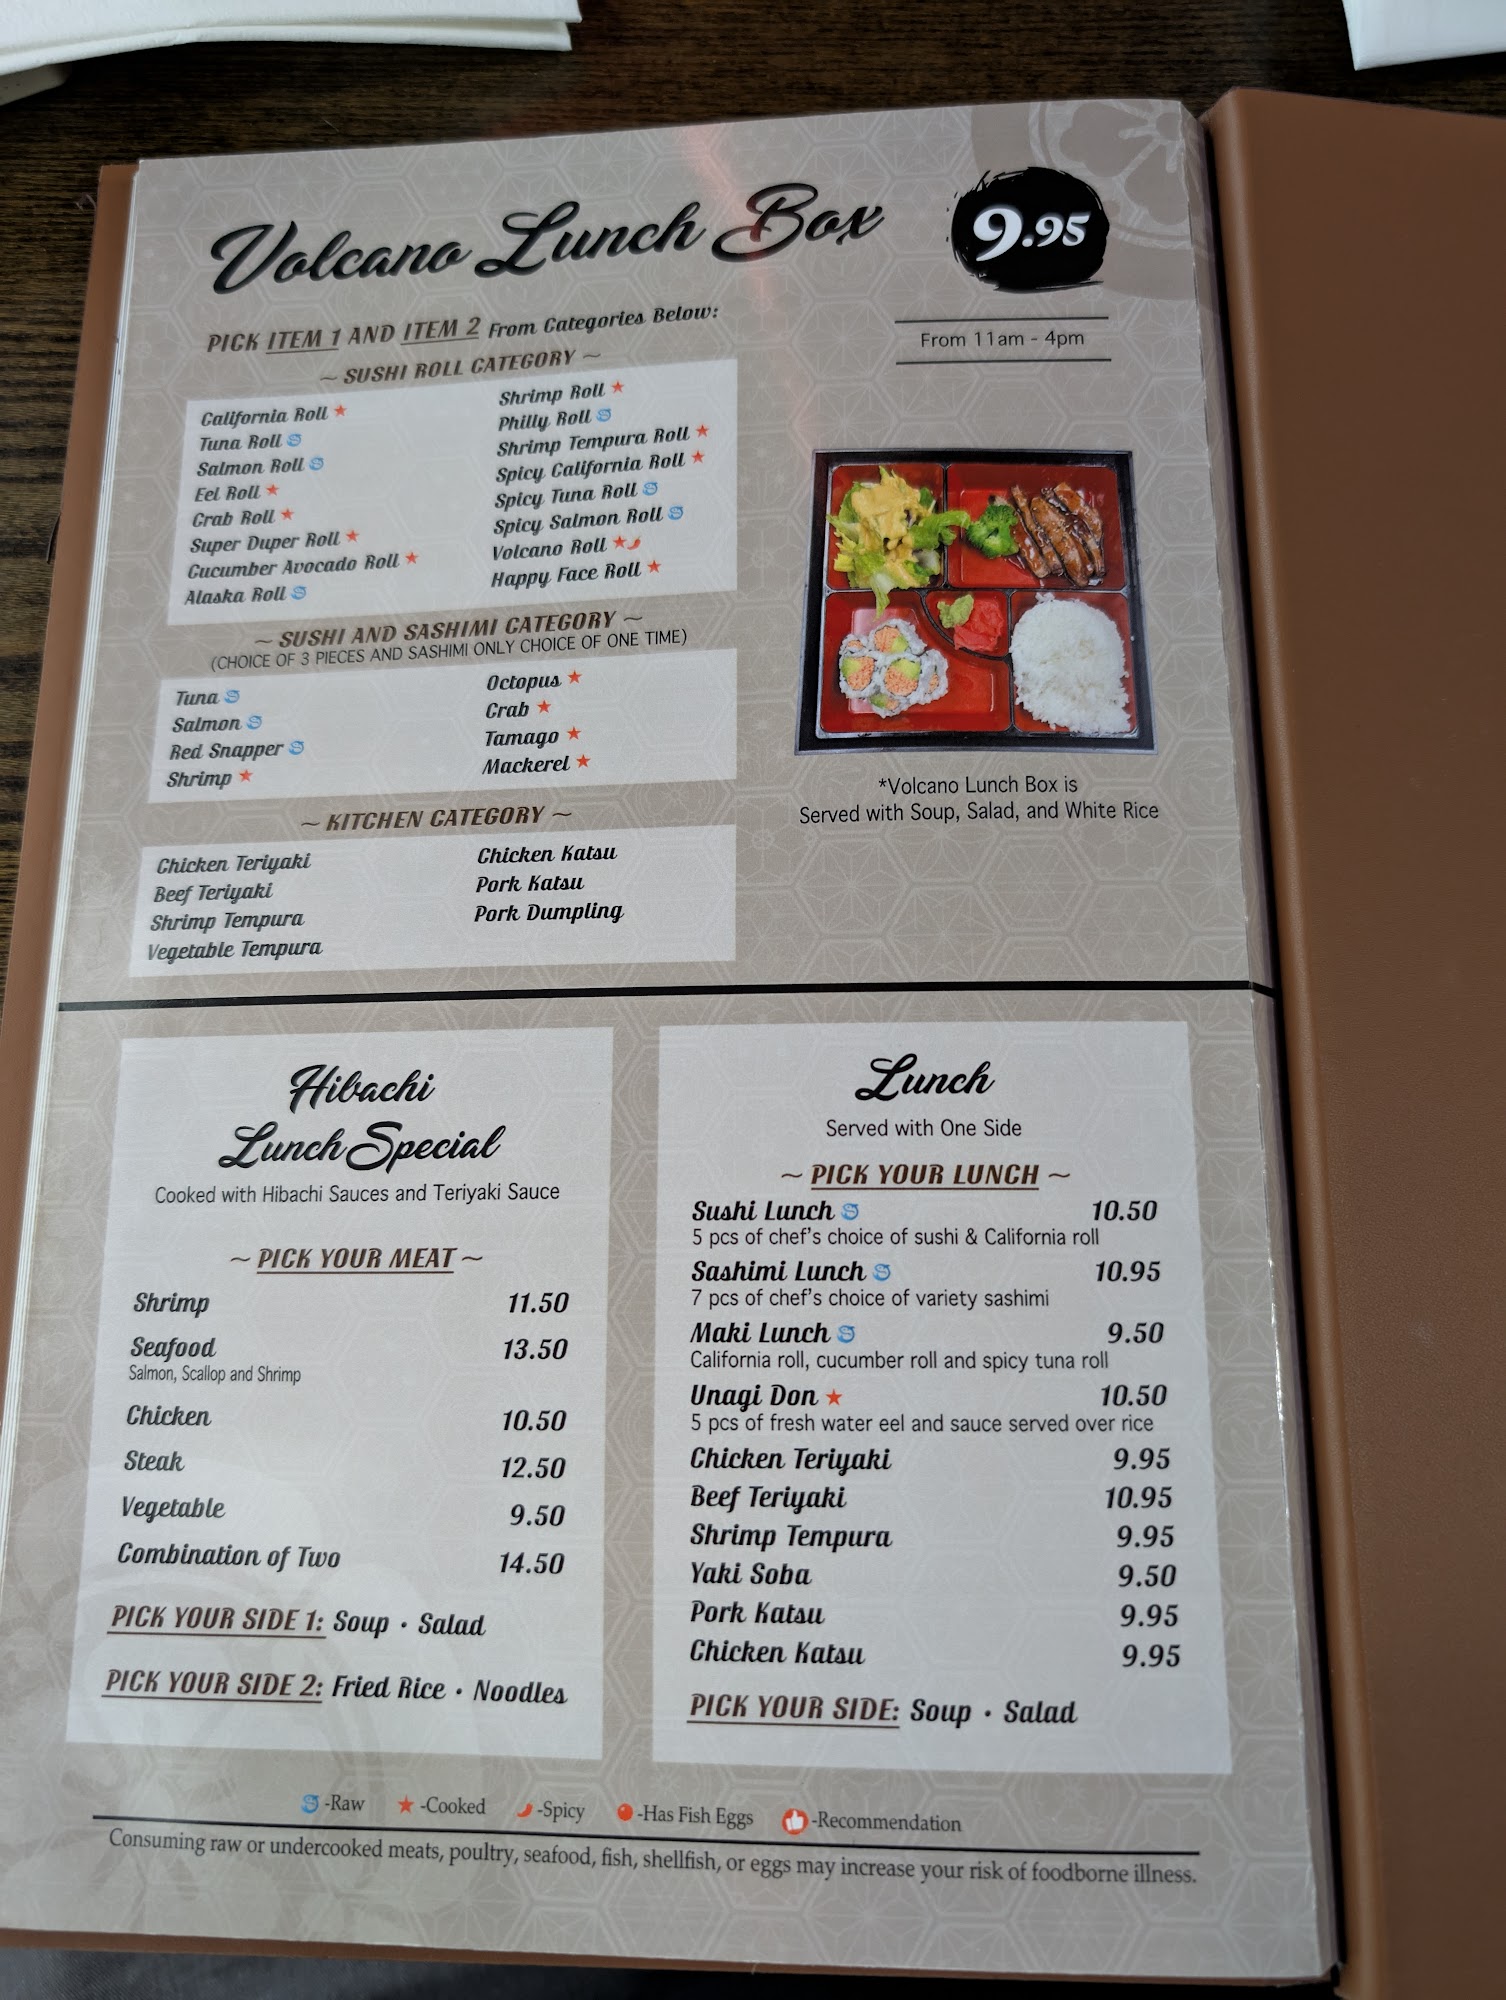 Volcano Lunch Box
9.95
From 11am - 4pm
PICK ITEM 1 AND ITEM 2 From Categories Below:
~ SUSHI ROLL CATEGORY ~
California Roll
Tuna Roll
Salmon Roll
Eel Roll
Crab Roll
Super Duper Roll
Cucumber Avocado Roll
Alaska Roll
Shrimp Roll
Philly Roll
Shrimp Tempura Roll
Spicy California Roll
Spicy Tuna Roll
Spicy Salmon Roll
Volcano Roll
Happy Face Roll
~ SUSHI AND SASHIMI CATEGORY ~
(CHOICE OF 3 PIECES AND SASHIMI ONLY CHOICE OF ONE TIME)
Tuna
Salmon
Red Snapper
Shrimp
Octopus
Crab
Tamago
Mackerel
~ KITCHEN CATEGORY ~
Chicken Teriyaki
Beef Teriyaki
Shrimp Tempura
Vegetable Tempura
Chicken Katsu
Pork Katsu
Pork Dumpling
*Volcano Lunch Box is
Served with Soup, Salad, and White Rice
Hibachi
Lunch Special
Cooked with Hibachi Sauces and Teriyaki Sauce
~ PICK YOUR MEAT ~
Shrimp 11.50
Seafood 13.50
Salmon, Scallop and Shrimp
Chicken 10.50
Steak 12.50
Vegetable 9.50
Combination of Two 14.50
PICK YOUR SIDE 1: Soup • Salad
PICK YOUR SIDE 2: Fried Rice • Noodles
Lunch
Served with One Side
~ PICK YOUR LUNCH ~
Sushi Lunch 10.50
5 pcs of chef's choice of sushi & California roll
Sashimi Lunch 10.95
7 pcs of chef's choice of variety sashimi
Maki Lunch 9.50
California roll, cucumber roll and spicy tuna roll
Unagi Don 10.50
5 pcs of fresh water eel and sauce served over rice
Chicken Teriyaki 9.95
Beef Teriyaki 10.95
Shrimp Tempura 9.95
Yaki Soba 9.50
Pork Katsu 9.95
Chicken Katsu 9.95
PICK YOUR SIDE: Soup • Salad
-Raw -Cooked -Spicy -Has Fish Eggs -Recommendation
Consuming raw or undercooked meats, poultry, seafood, fish, shellfish, or eggs may increase your risk of foodborne illness.